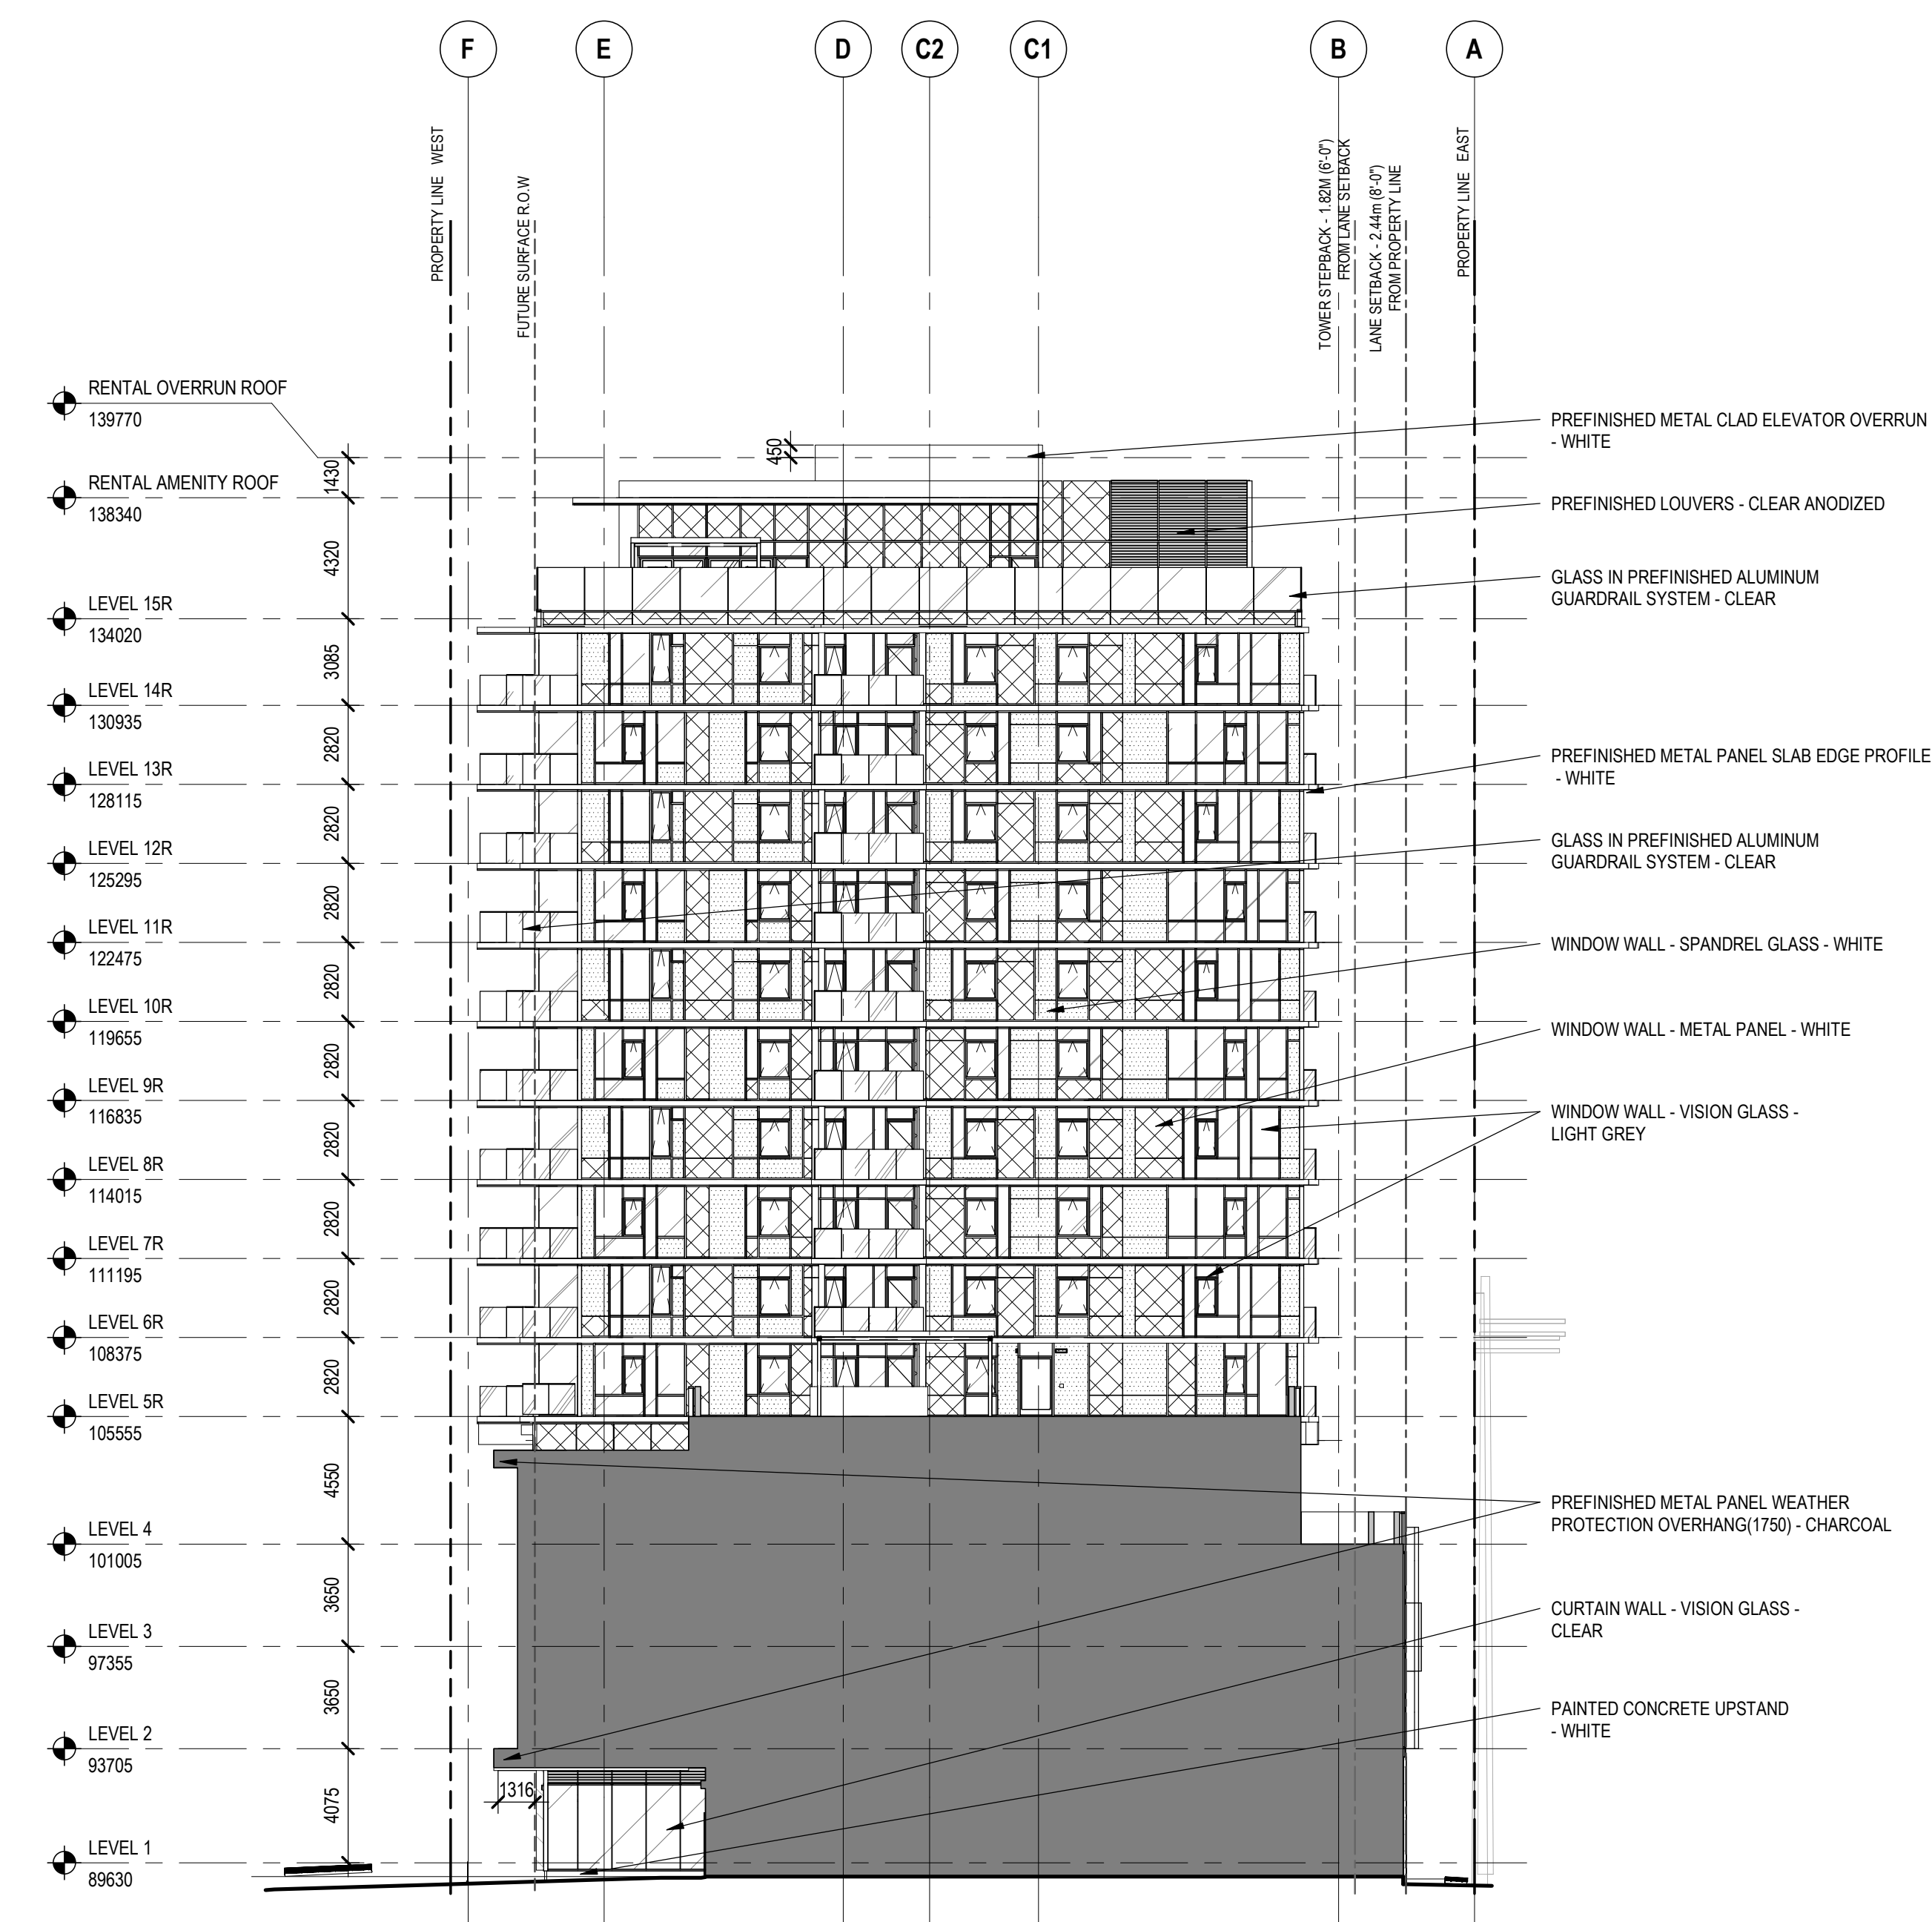 F
E
D
C2
C1
B
A
PROPERTY LINE WEST
FUTURE SURFACE R.O.W
TOWER STEPBACK - 1.82M (6'-0")
FROM LANE SETBACK
LANE SETBACK - 2.44m (8'-0")
FROM PROPERTY LINE
PROPERTY LINE EAST
RENTAL OVERRUN ROOF
139770
1430
450
RENTAL AMENITY ROOF
138340
4320
LEVEL 15R
134020
3085
LEVEL 14R
130935
2820
LEVEL 13R
128115
2820
LEVEL 12R
125295
2820
LEVEL 11R
122475
2820
LEVEL 10R
119655
2820
LEVEL 9R
116835
2820
LEVEL 8R
114015
2820
LEVEL 7R
111195
2820
LEVEL 6R
108375
2820
LEVEL 5R
105555
4550
LEVEL 4
101005
3650
LEVEL 3
97355
3650
LEVEL 2
93705
4075
1316
LEVEL 1
89630
PREFINISHED METAL CLAD ELEVATOR OVERRUN
- WHITE
PREFINISHED LOUVERS - CLEAR ANODIZED
GLASS IN PREFINISHED ALUMINUM
GUARDRAIL SYSTEM - CLEAR
PREFINISHED METAL PANEL SLAB EDGE PROFILE
- WHITE
GLASS IN PREFINISHED ALUMINUM
GUARDRAIL SYSTEM - CLEAR
WINDOW WALL - SPANDREL GLASS - WHITE
WINDOW WALL - METAL PANEL - WHITE
WINDOW WALL - VISION GLASS -
LIGHT GREY
PREFINISHED METAL PANEL WEATHER
PROTECTION OVERHANG(1750) - CHARCOAL
CURTAIN WALL - VISION GLASS -
CLEAR
PAINTED CONCRETE UPSTAND
- WHITE